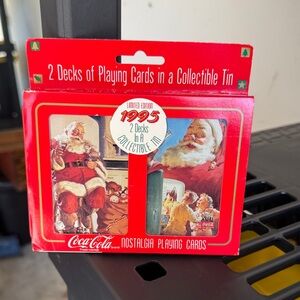 2 Decks of Playing Cards in a Collectible Tin
LIMITED EDITION
1995
2 Decks
In A
COLLECTIBLE TIN
Coca-Cola
NOSTALGIA PLAYING CARDS